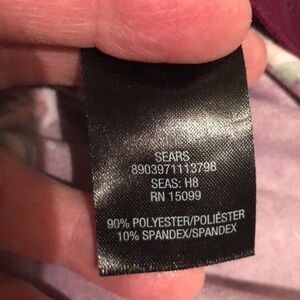 SEARS
8903971113798
SEAS: H8
RN 15099
90% POLYESTER/POLIÉSTER
10% SPANDEX/SPANDEX